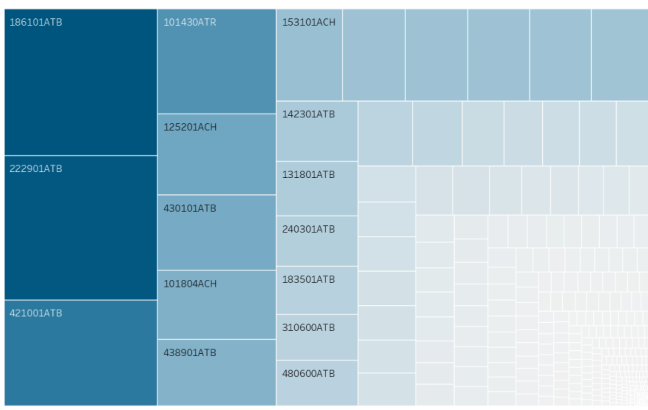 186101ATB
222901ATB
421001ATB
101430ATR
125201ACH
430101ATB
101804ACH
438901ATB
153101ACH
142301ATB
131801ATB
240301ATB
183501ATB
310600ATB
480600ATB